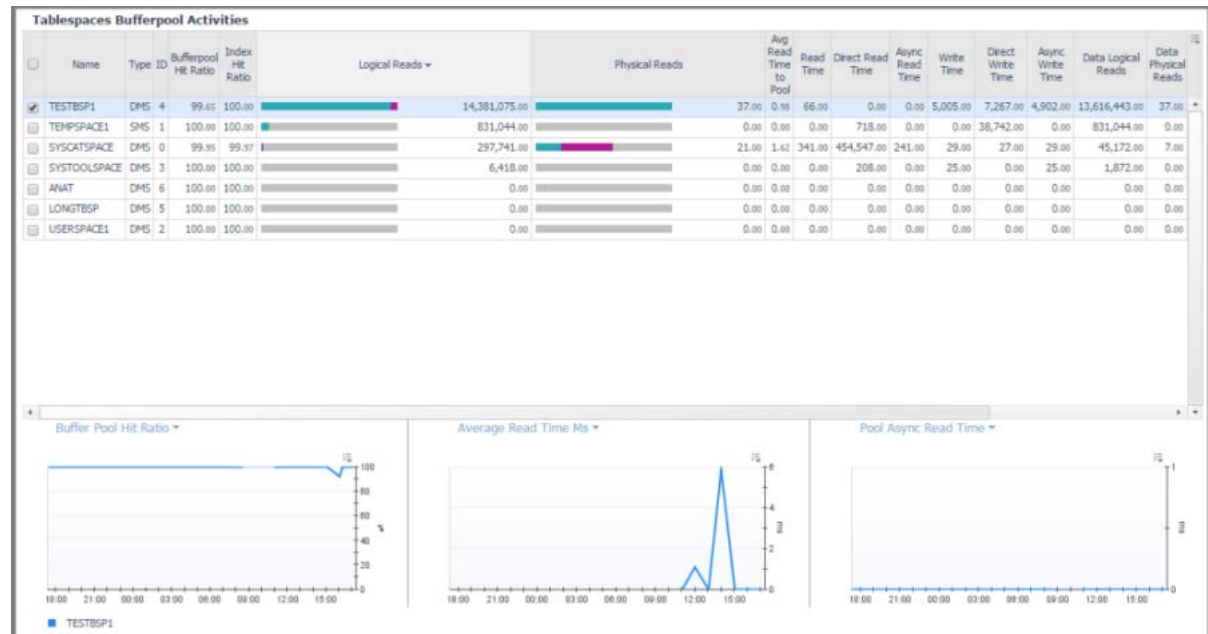 Tablespaces Bufferpool Activities
Name Type ID Bufferpool Hit Ratio Index Hit Ratio Logical Reads Physical Reads Avg Read Time to Pool Read Time Direct Read Time Async Read Time Write Time Direct Write Time Async Write Time Data Logical Reads Data Physical Reads
TESTBSP1 DMS 4 99.65 100.00 14,381,075.00 37.00 0.98 66.00 0.00 0.00 5,005.00 7,267.00 4,902.00 13,616,443.00 37.00
TEMPSPACE1 SMS 1 100.00 100.00 831,044.00 0.00 0.00 0.00 718.00 0.00 0.00 38,742.00 0.00 831,044.00 0.00
SYSCATSPACE DMS 0 99.95 99.97 297,741.00 21.00 1.62 341.00 454,547.00 241.00 29.00 27.00 29.00 45,172.00 7.00
SYSTOOLSPACE DMS 3 100.00 100.00 6,418.00 0.00 0.00 0.00 208.00 0.00 25.00 0.00 25.00 1,872.00 0.00
ANAT DMS 6 100.00 100.00 0.00 0.00 0.00 0.00 0.00 0.00 0.00 0.00 0.00 0.00 0.00
LONGTBSP DMS 5 100.00 100.00 0.00 0.00 0.00 0.00 0.00 0.00 0.00 0.00 0.00 0.00 0.00
USERSPACE1 DMS 2 100.00 100.00 0.00 0.00 0.00 0.00 0.00 0.00 0.00 0.00 0.00 0.00 0.00
Buffer Pool Hit Ratio
100
80
60
40
20
0
%
18:00 21:00 00:00 03:00 06:00 09:00 12:00 15:00
TESTBSP1
Average Read Time Ms
6
4
2
0
ms
18:00 21:00 00:00 03:00 06:00 09:00 12:00 15:00
Pool Async Read Time
1
0
ms
18:00 21:00 00:00 03:00 06:00 09:00 12:00 15:00